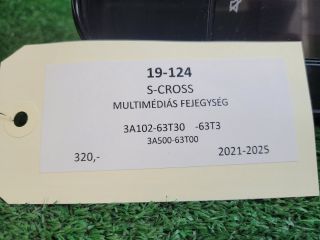 19-124
S-CROSS
MULTIMÉDIÁS FEJEGYSÉG
3A102-63T30 -63T3
3A500-63T00
320,- 2021-2025